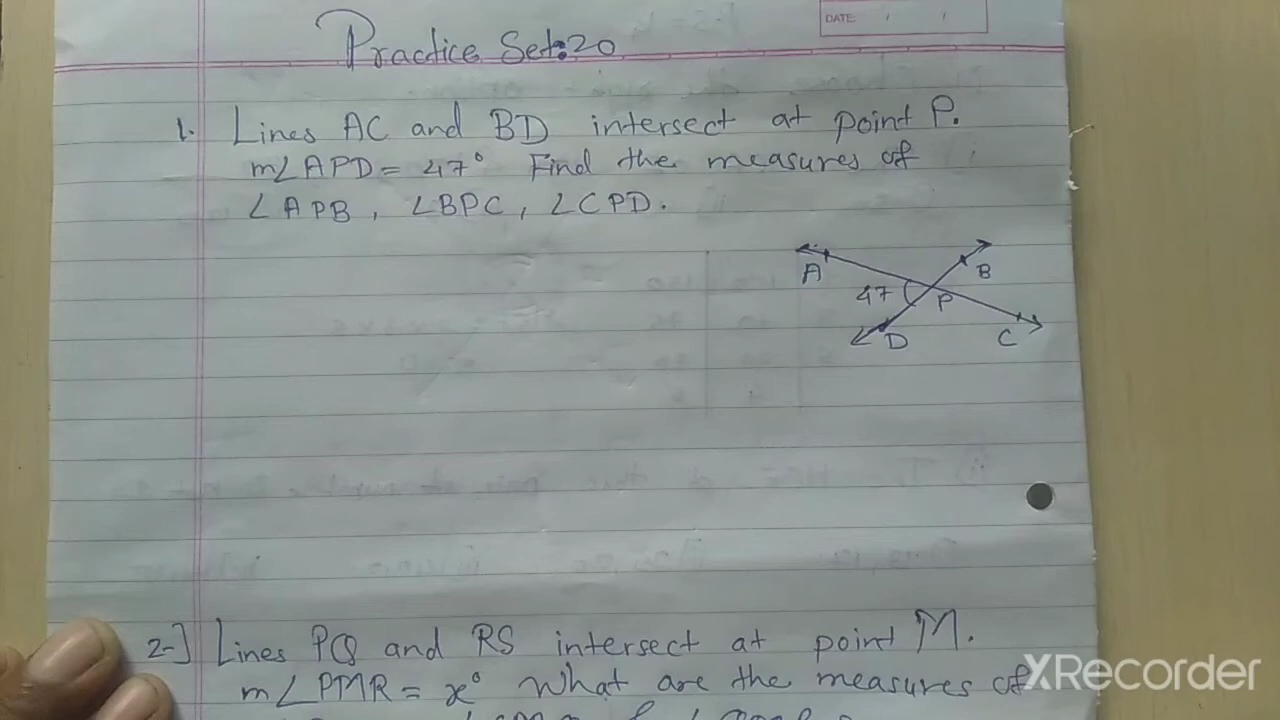 DATE: / /
Practice Set:20
1. Lines AC and BD intersect at point P.
m∠APD = 47° Find the measures of
∠APB, ∠BPC, ∠CPD.
A
B
47
P
D
C
2-] Lines PQ and RS intersect at point M.
m∠PMR = x° What are the measures of
XRecorder